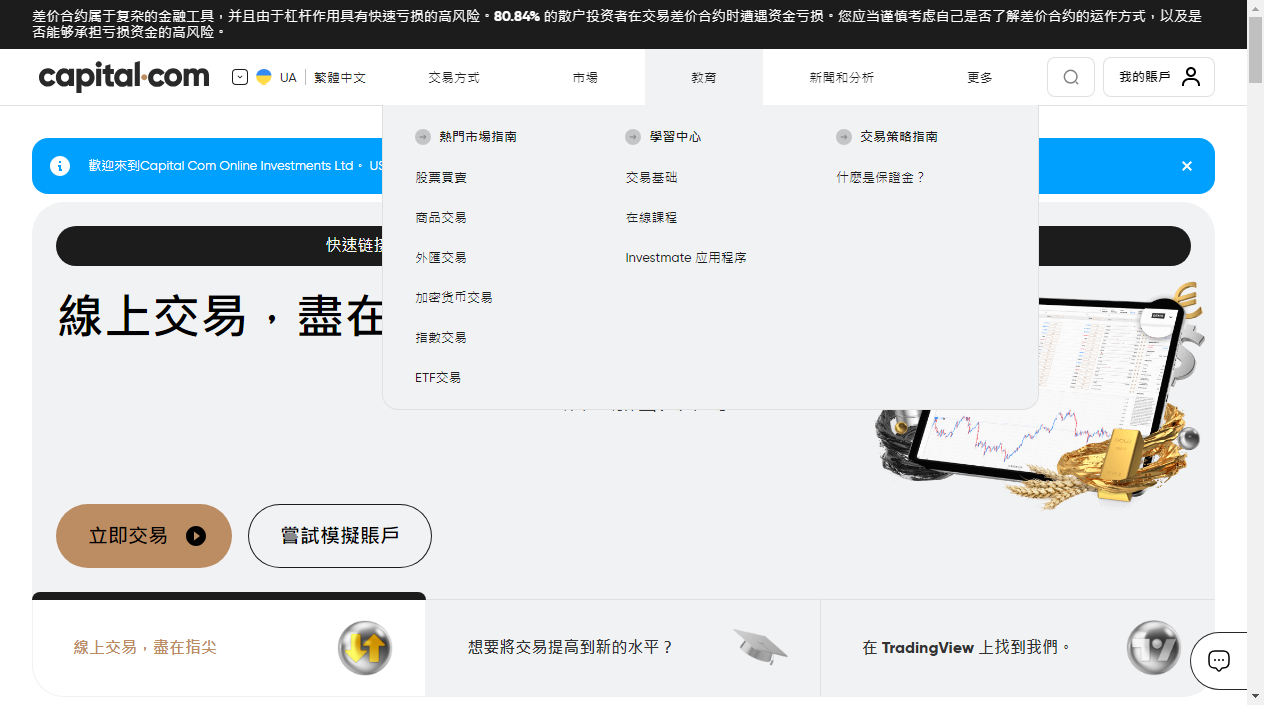 差价合约属于复杂的金融工具，并且由于杠杆作用具有快速亏损的高风险。80.84% 的散户投资者在交易差价合约时遭遇资金亏损。您应当谨慎考虑自己是否了解差价合约的运作方式，以及是
否能够承担亏损资金的高风险。
capital.com
UA
繁體中文
交易方式
市場
教育
新聞和分析
更多
我的賬戶
熱門市場指南
學習中心
交易策略指南
歡迎來到Capital Com Online Investments Ltd。 US
股票買賣
交易基础
什麽是保證金？
商品交易
在線課程
快速链接
外匯交易
Investmate 应用程序
加密货币交易
線上交易，盡在
指數交易
ETF交易
立即交易
嘗試模擬賬戶
線上交易，盡在指尖
想要將交易提高到新的水平？
在 TradingView 上找到我們。